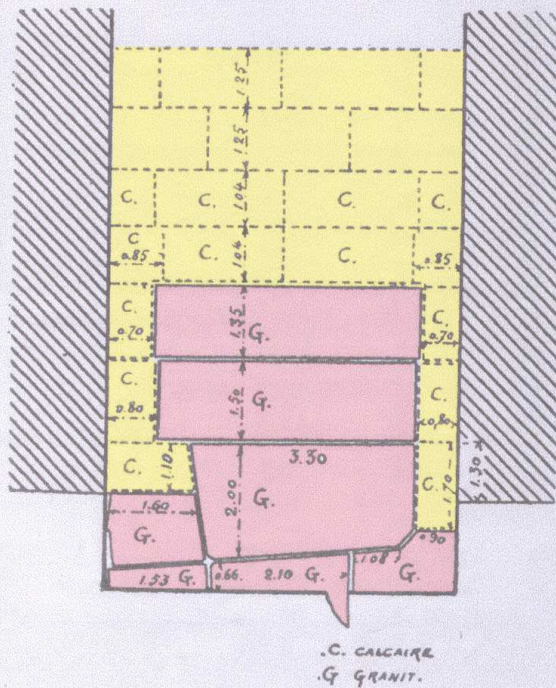 1.25
1.25
C. C. 1.04 C. C.
C 0.85 C. 1.04 C. 0.85
C. 0.70 1.35 G. C. 0.70
C. 0.80 1.50 G. C. 0.80
C. 1.10 3.30 1.30
2.00 G. C. 1.70
1.60 0.90
G. 1.08 G.
1.53 G. 0.66. 2.10 G.
.C. CALCAIRE
.G GRANIT.